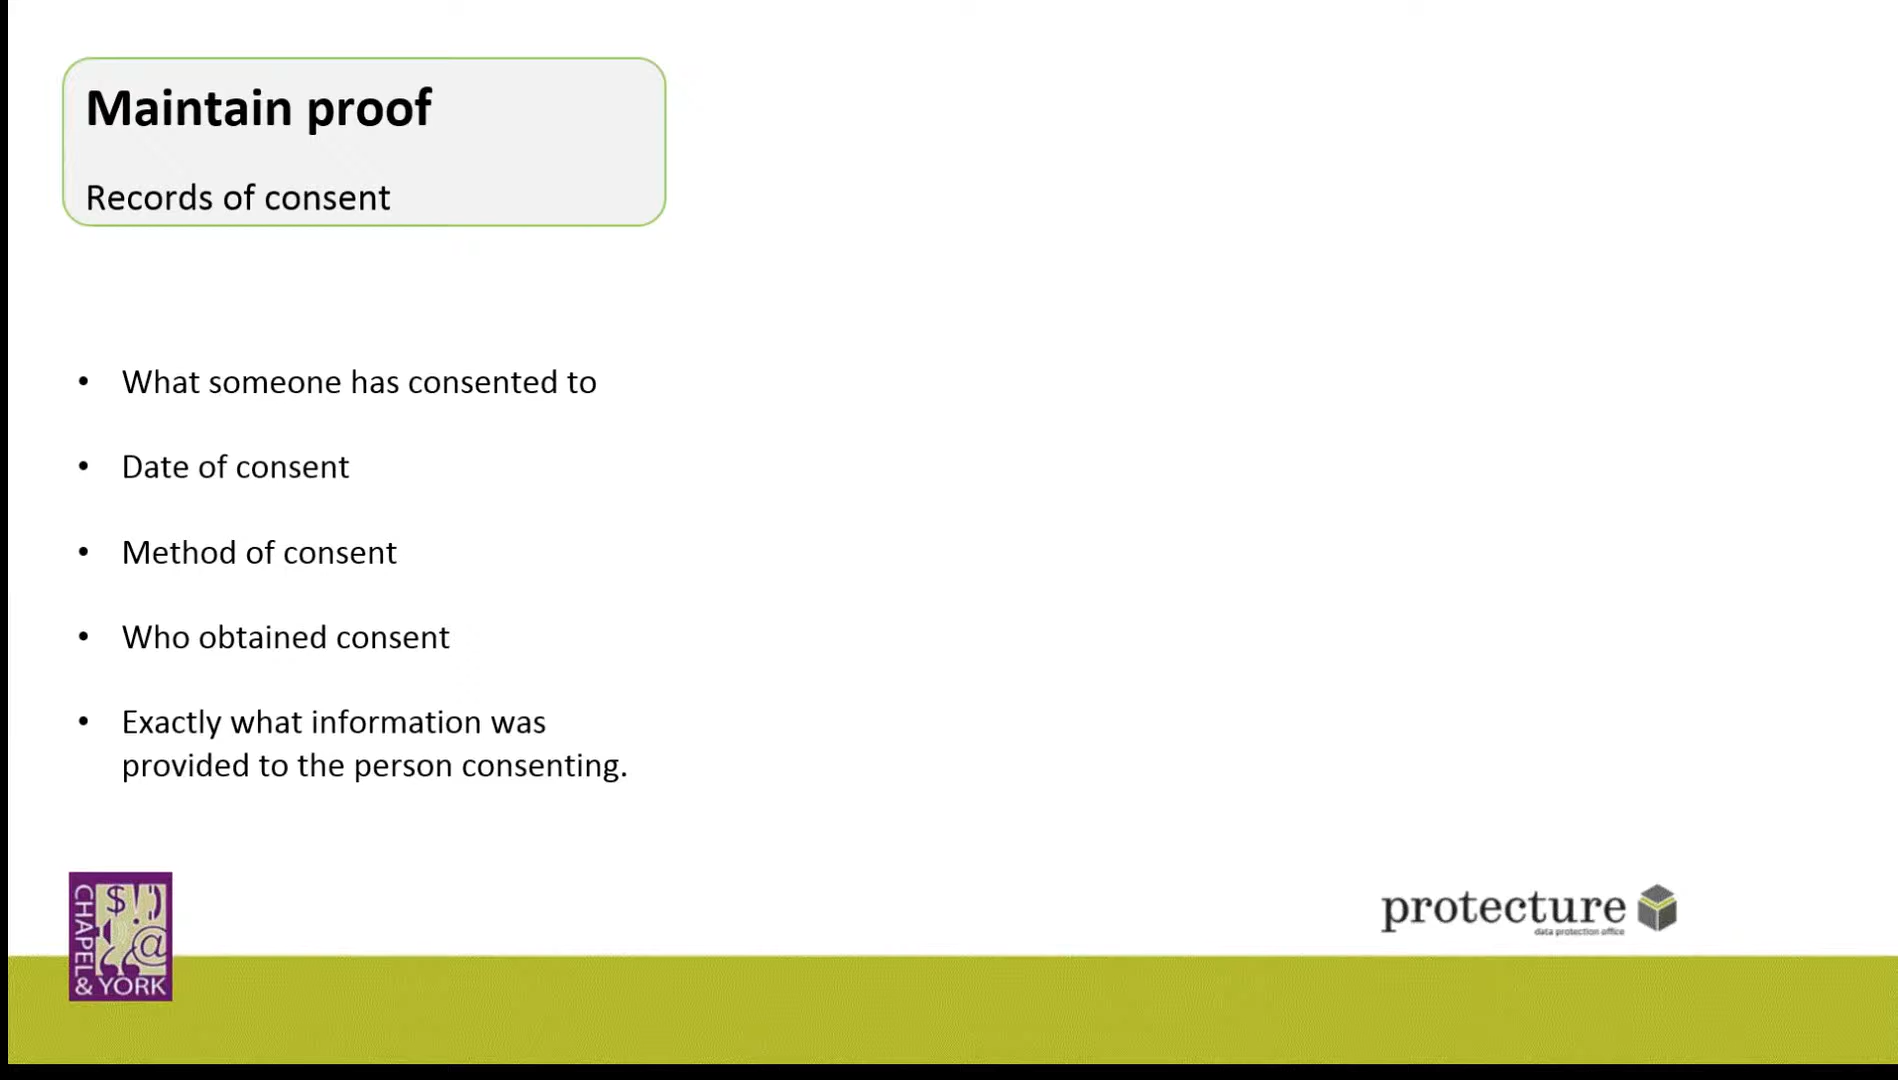 Maintain proof
Records of consent
• What someone has consented to
• Date of consent
• Method of consent
• Who obtained consent
• Exactly what information was
provided to the person consenting.
CHAPEL
& YORK
$!)
@
protecture
data protection office